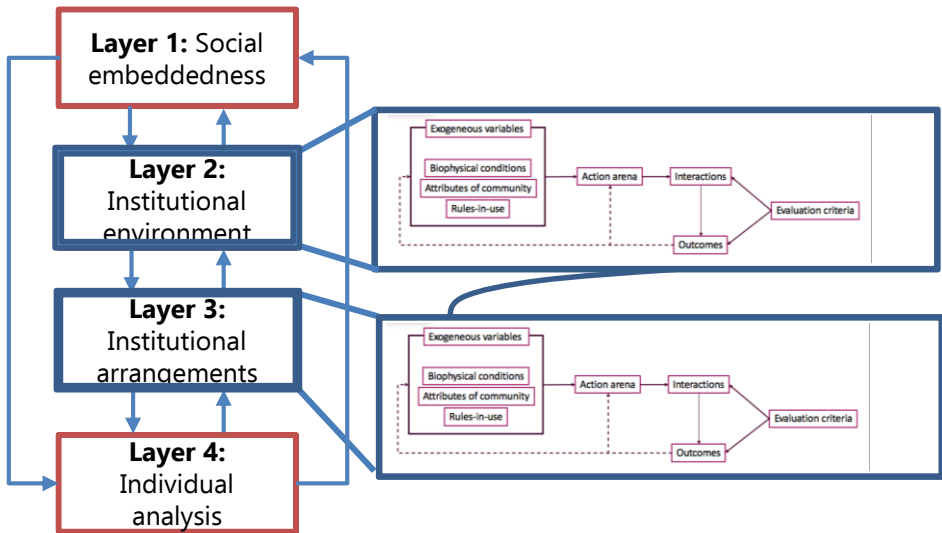 Layer 1: Social
embeddedness
Layer 2:
Institutional
environment
Layer 3:
Institutional
arrangements
Layer 4:
Individual
analysis
Exogeneous variables
Biophysical conditions
Attributes of community
Rules-in-use
Action arena
Interactions
Outcomes
Evaluation criteria
Exogeneous variables
Biophysical conditions
Attributes of community
Rules-in-use
Action arena
Interactions
Outcomes
Evaluation criteria